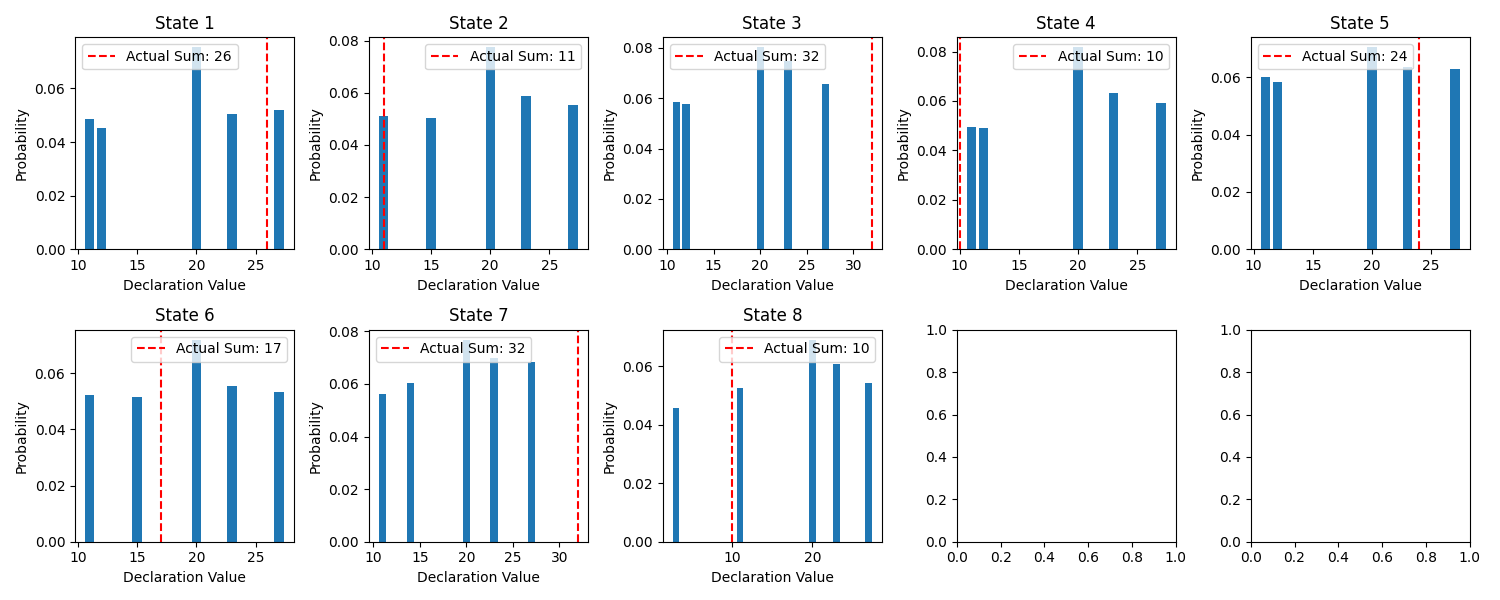 State 1
Actual Sum: 26
Probability
0.06
0.04
0.02
0.00
10 15 20 25
Declaration Value
State 2
Actual Sum: 11
Probability
0.08
0.06
0.04
0.02
0.00
10 15 20 25
Declaration Value
State 3
Actual Sum: 32
Probability
0.08
0.06
0.04
0.02
0.00
10 15 20 25 30
Declaration Value
State 4
Actual Sum: 10
Probability
0.08
0.06
0.04
0.02
0.00
10 15 20 25
Declaration Value
State 5
Actual Sum: 24
Probability
0.06
0.04
0.02
0.00
10 15 20 25
Declaration Value
State 6
Actual Sum: 17
Probability
0.06
0.04
0.02
0.00
10 15 20 25
Declaration Value
State 7
Actual Sum: 32
Probability
0.08
0.06
0.04
0.02
0.00
10 15 20 25 30
Declaration Value
State 8
Actual Sum: 10
Probability
0.06
0.04
0.02
0.00
10 20
Declaration Value
1.0
0.8
0.6
0.4
0.2
0.0
0.0 0.2 0.4 0.6 0.8 1.0
1.0
0.8
0.6
0.4
0.2
0.0
0.0 0.2 0.4 0.6 0.8 1.0